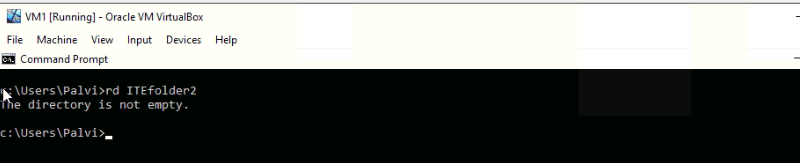 VM1 [Running] - Oracle VM VirtualBox
File Machine View Input Devices Help
Command Prompt
c:\Users\Palvi>rd ITEfolder2
The directory is not empty.
c:\Users\Palvi>